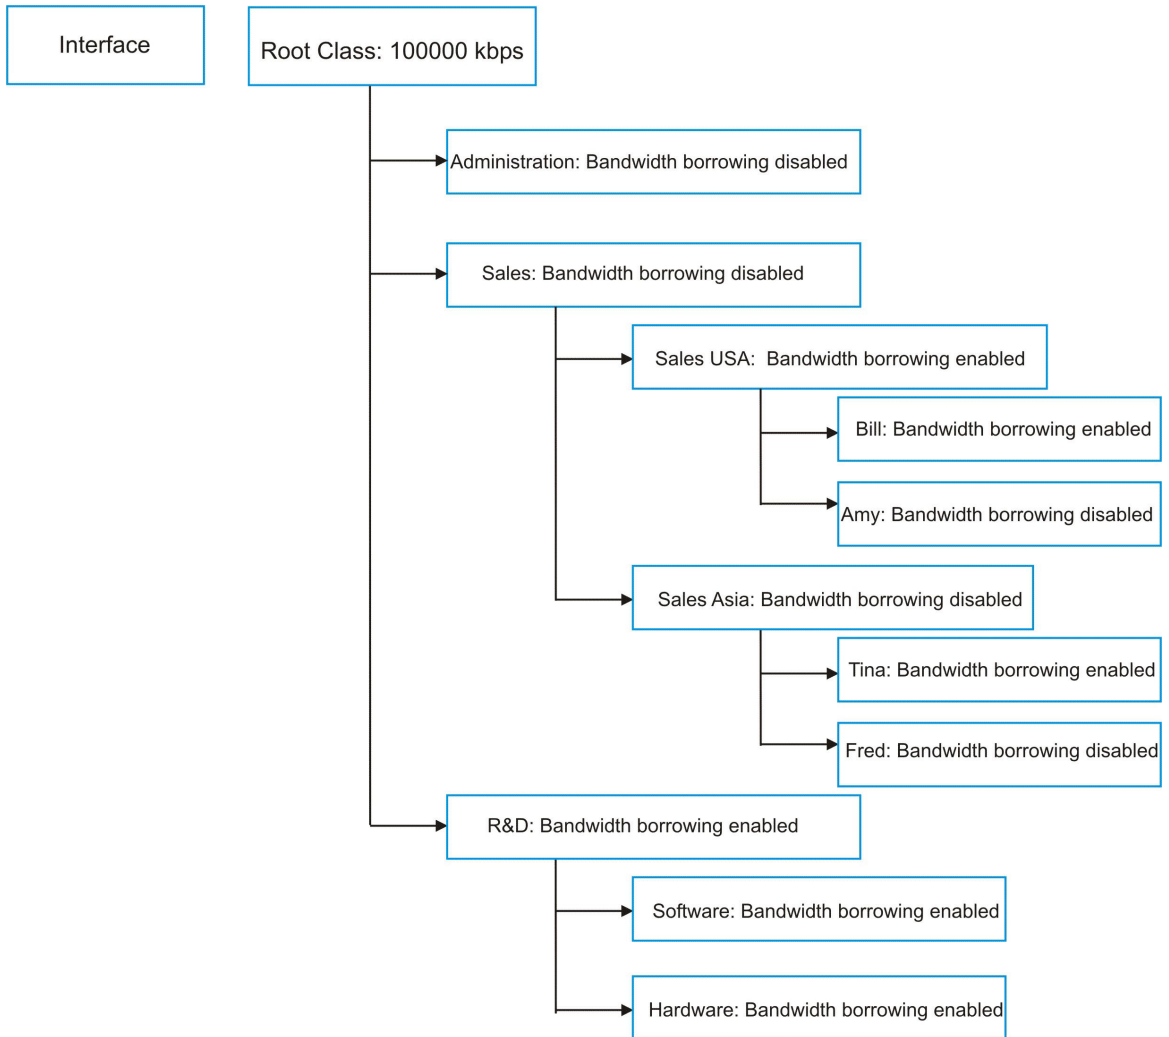 Interface
Root Class: 100000 kbps
Administration: Bandwidth borrowing disabled
Sales: Bandwidth borrowing disabled
Sales USA:  Bandwidth borrowing enabled
Bill: Bandwidth borrowing enabled
Amy: Bandwidth borrowing disabled
Sales Asia: Bandwidth borrowing disabled
Tina: Bandwidth borrowing enabled
Fred: Bandwidth borrowing disabled
R&D: Bandwidth borrowing enabled
Software: Bandwidth borrowing enabled
Hardware: Bandwidth borrowing enabled